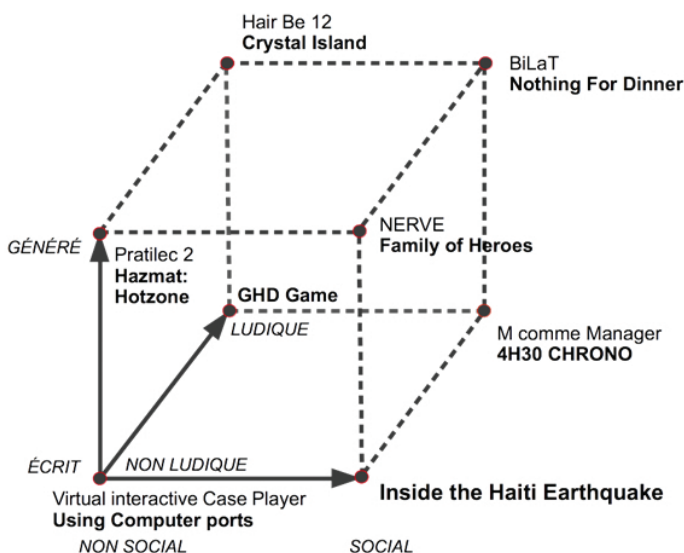 Hair Be 12
Crystal Island
BiLaT
Nothing For Dinner
GÉNÉRÉ
Pratilec 2
Hazmat:
Hotzone
NERVE
Family of Heroes
GHD Game
LUDIQUE
M comme Manager
4H30 CHRONO
ÉCRIT
NON LUDIQUE
Virtual interactive Case Player
Using Computer ports
Inside the Haiti Earthquake
NON SOCIAL
SOCIAL